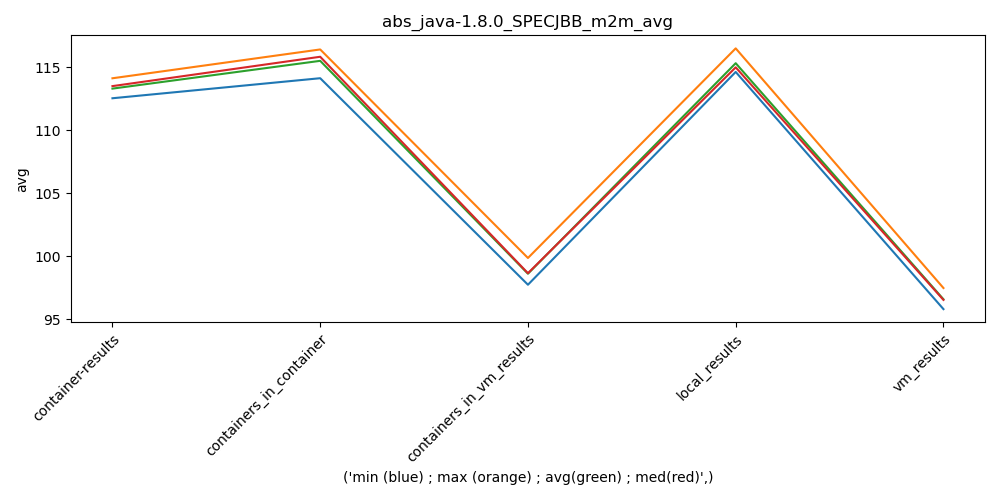 abs_java-1.8.0_SPECJBB_m2m_avg
avg
115
110
105
100
95
container-results
containers_in_container
containers_in_vm_results
local_results
vm_results
('min (blue) ; max (orange) ; avg(green) ; med(red)',)